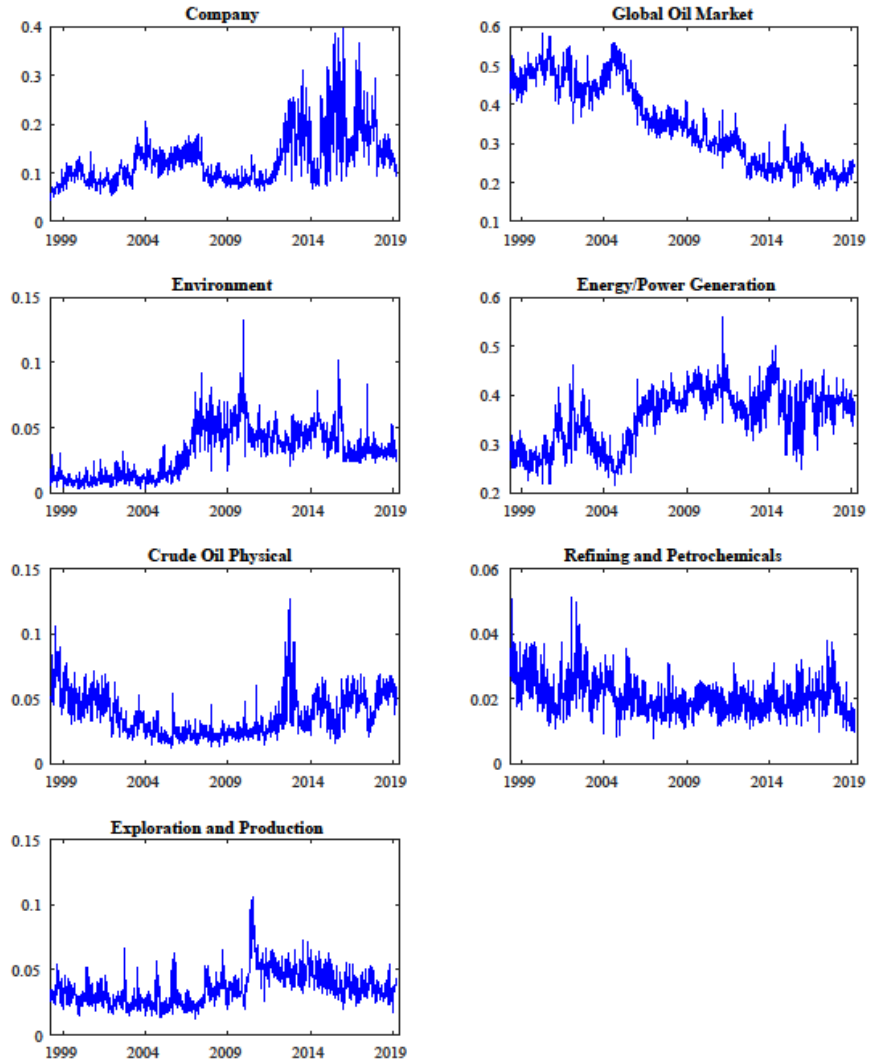 Company
0.4
0.3
0.2
0.1
0
1999 2004 2009 2014 2019
Global Oil Market
0.6
0.5
0.4
0.3
0.2
0.1
1999 2004 2009 2014 2019
Environment
0.15
0.1
0.05
0
1999 2004 2009 2014 2019
Energy/Power Generation
0.6
0.5
0.4
0.3
0.2
1999 2004 2009 2014 2019
Crude Oil Physical
0.15
0.1
0.05
0
1999 2004 2009 2014 2019
Refining and Petrochemicals
0.06
0.04
0.02
0
1999 2004 2009 2014 2019
Exploration and Production
0.15
0.1
0.05
0
1999 2004 2009 2014 2019